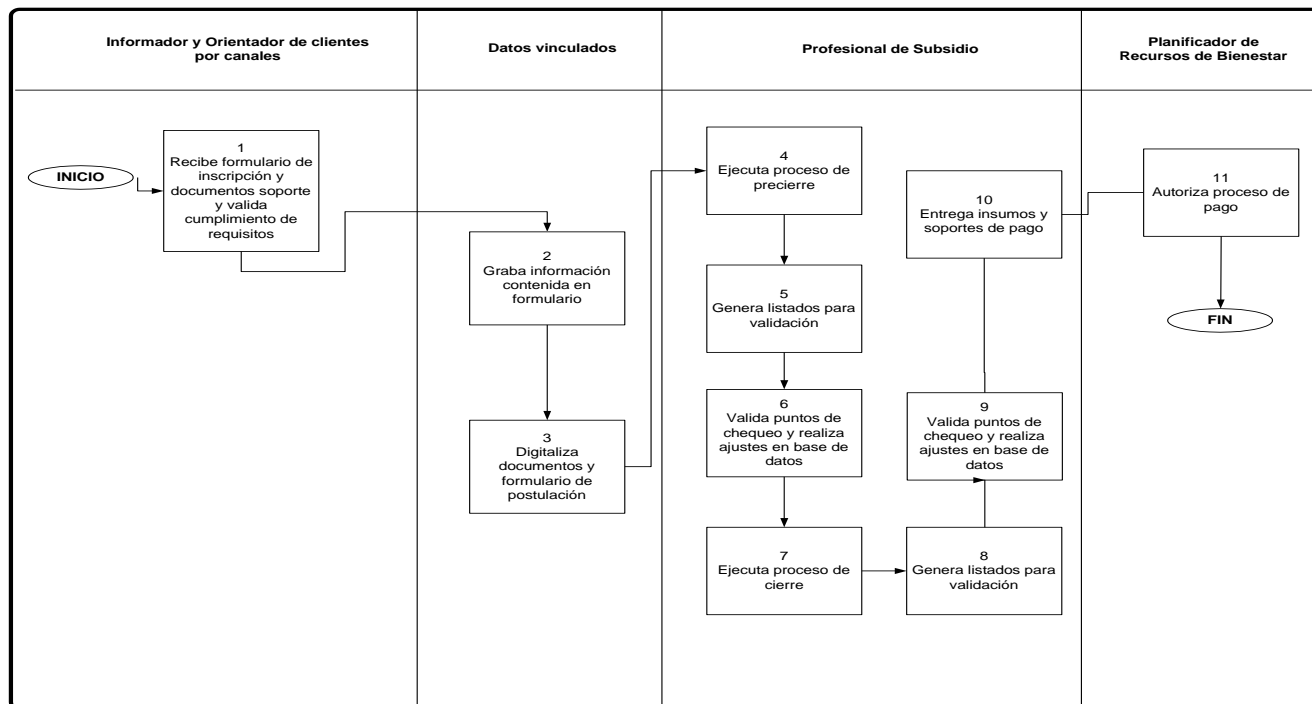 Informador y Orientador de clientes
por canales
Datos vinculados
Profesional de Subsidio
Planificador de
Recursos de Bienestar
INICIO
1
Recibe formulario de
inscripción y
documentos soporte
y valida
cumplimiento de
requisitos
2
Graba información
contenida en
formulario
3
Digitaliza
documentos y
formulario de
postulación
4
Ejecuta proceso de
precierre
5
Genera listados para
validación
6
Valida puntos de
chequeo y realiza
ajustes en base de
datos
7
Ejecuta proceso de
cierre
8
Genera listados para
validación
9
Valida puntos de
chequeo y realiza
ajustes en base de
datos
10
Entrega insumos y
soportes de pago
11
Autoriza proceso de
pago
FIN